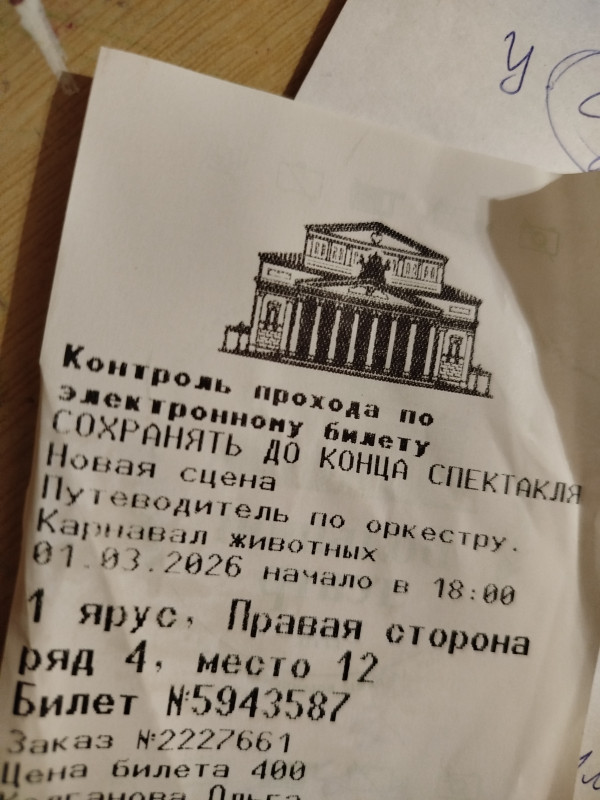 У
Контроль прохода по
электронному билету
СОХРАНЯТЬ ДО КОНЦА СПЕКТАКЛЯ
Новая сцена
Путеводитель по оркестру.
Карнавал животных
01.03.2026 начало в 18:00
1 ярус, Правая сторона
ряд 4, место 12
Билет №5943587
Заказ №2227661
Цена билета 400
Ольга